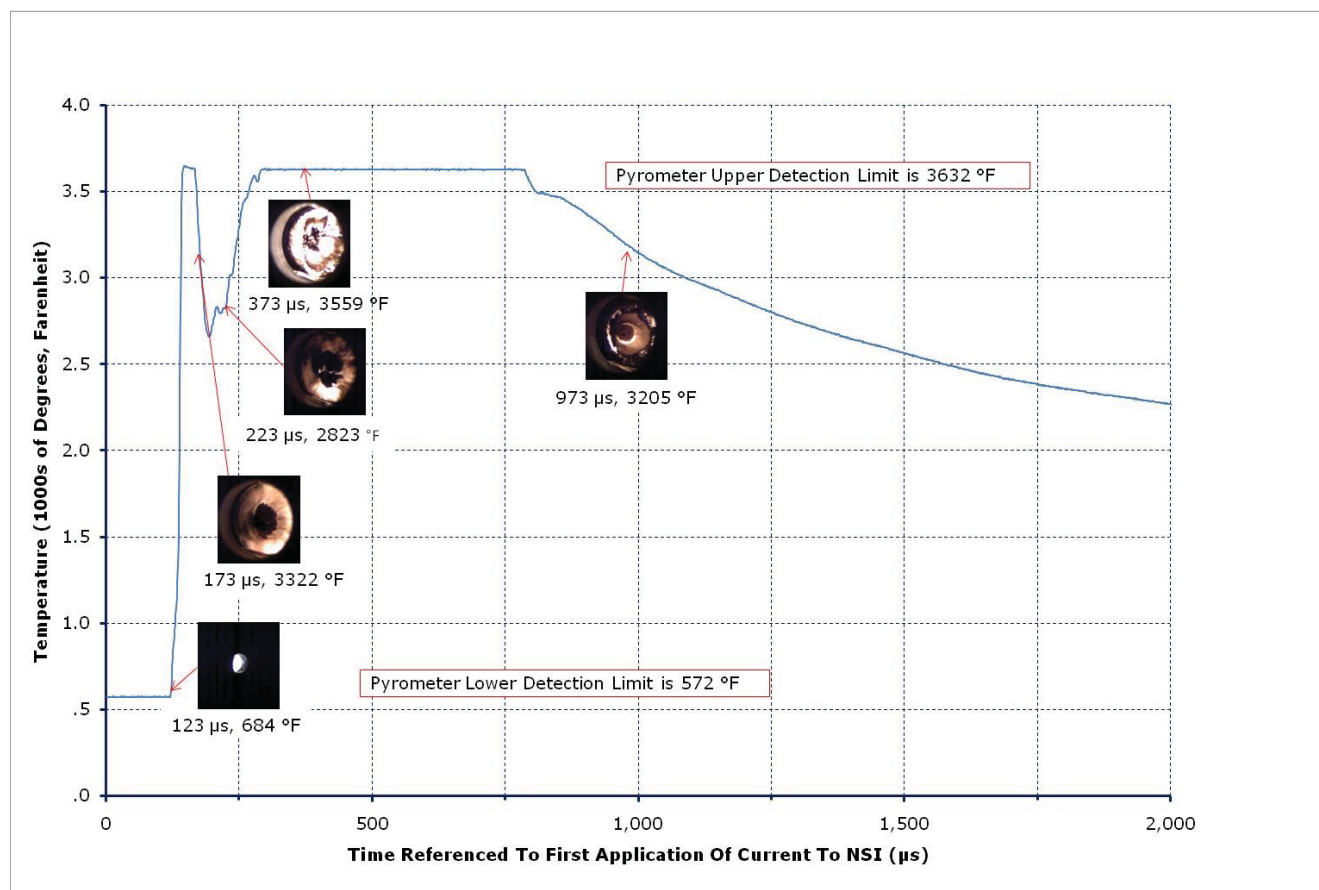 4.0
3.5
3.0
2.5
2.0
1.5
1.0
.5
.0
Temperature (1000s of Degrees, Farenheit)
Pyrometer Upper Detection Limit is 3632 °F
373 µs, 3559 °F
223 µs, 2823 °F
973 µs, 3205 °F
173 µs, 3322 °F
Pyrometer Lower Detection Limit is 572 °F
123 µs, 684 °F
0
500
1,000
1,500
2,000
Time Referenced To First Application Of Current To NSI (µs)